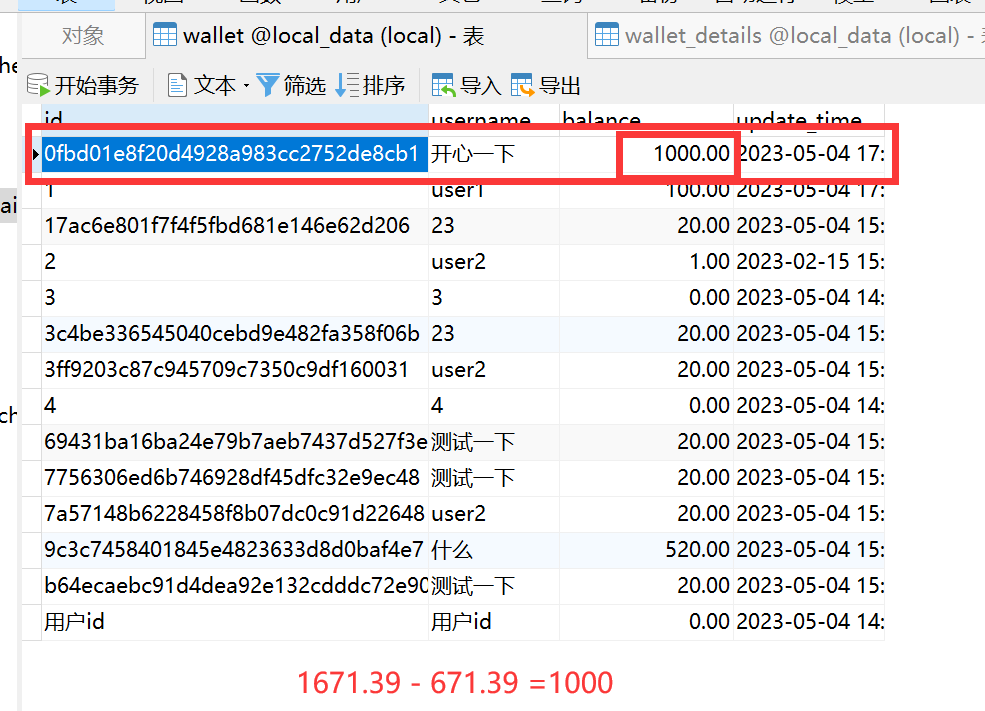 对象 wallet @local_data (local) - 表 wallet_details @local_data (local) -
开始事务 文本 筛选 排序 导入 导出
id username balance update_time
0fbd01e8f20d4928a983cc2752de8cb1 开心一下 1000.00 2023-05-04 17:
1 user1 100.00 2023-05-04 17:
17ac6e801f7f4f5fbd681e146e62d206 23 20.00 2023-05-04 15:
2 user2 1.00 2023-02-15 15:
3 3 0.00 2023-05-04 14:
3c4be336545040cebd9e482fa358f06b 23 20.00 2023-05-04 15:
3ff9203c87c945709c7350c9df160031 user2 20.00 2023-05-04 15:
4 4 0.00 2023-05-04 14:
69431ba16ba24e79b7aeb7437d527f3e 测试一下 20.00 2023-05-04 15:
7756306ed6b746928df45dfc32e9ec48 测试一下 20.00 2023-05-04 15:
7a57148b6228458f8b07dc0c91d22648 user2 20.00 2023-05-04 15:
9c3c7458401845e4823633d8d0baf4e7 什么 520.00 2023-05-04 15:
b64ecaebc91d4dea92e132cdddc72e90 测试一下 20.00 2023-05-04 15:
用户id 用户id 0.00 2023-05-04 14:
1671.39 - 671.39 =1000